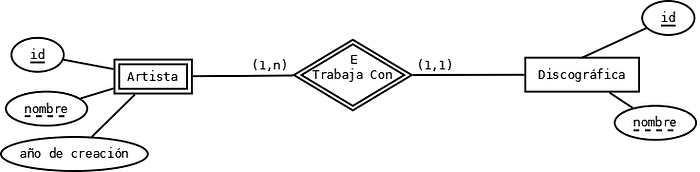 id
nombre
año de creación
Artista
(1,n)
E
Trabaja Con
(1,1)
Discográfica
id
nombre